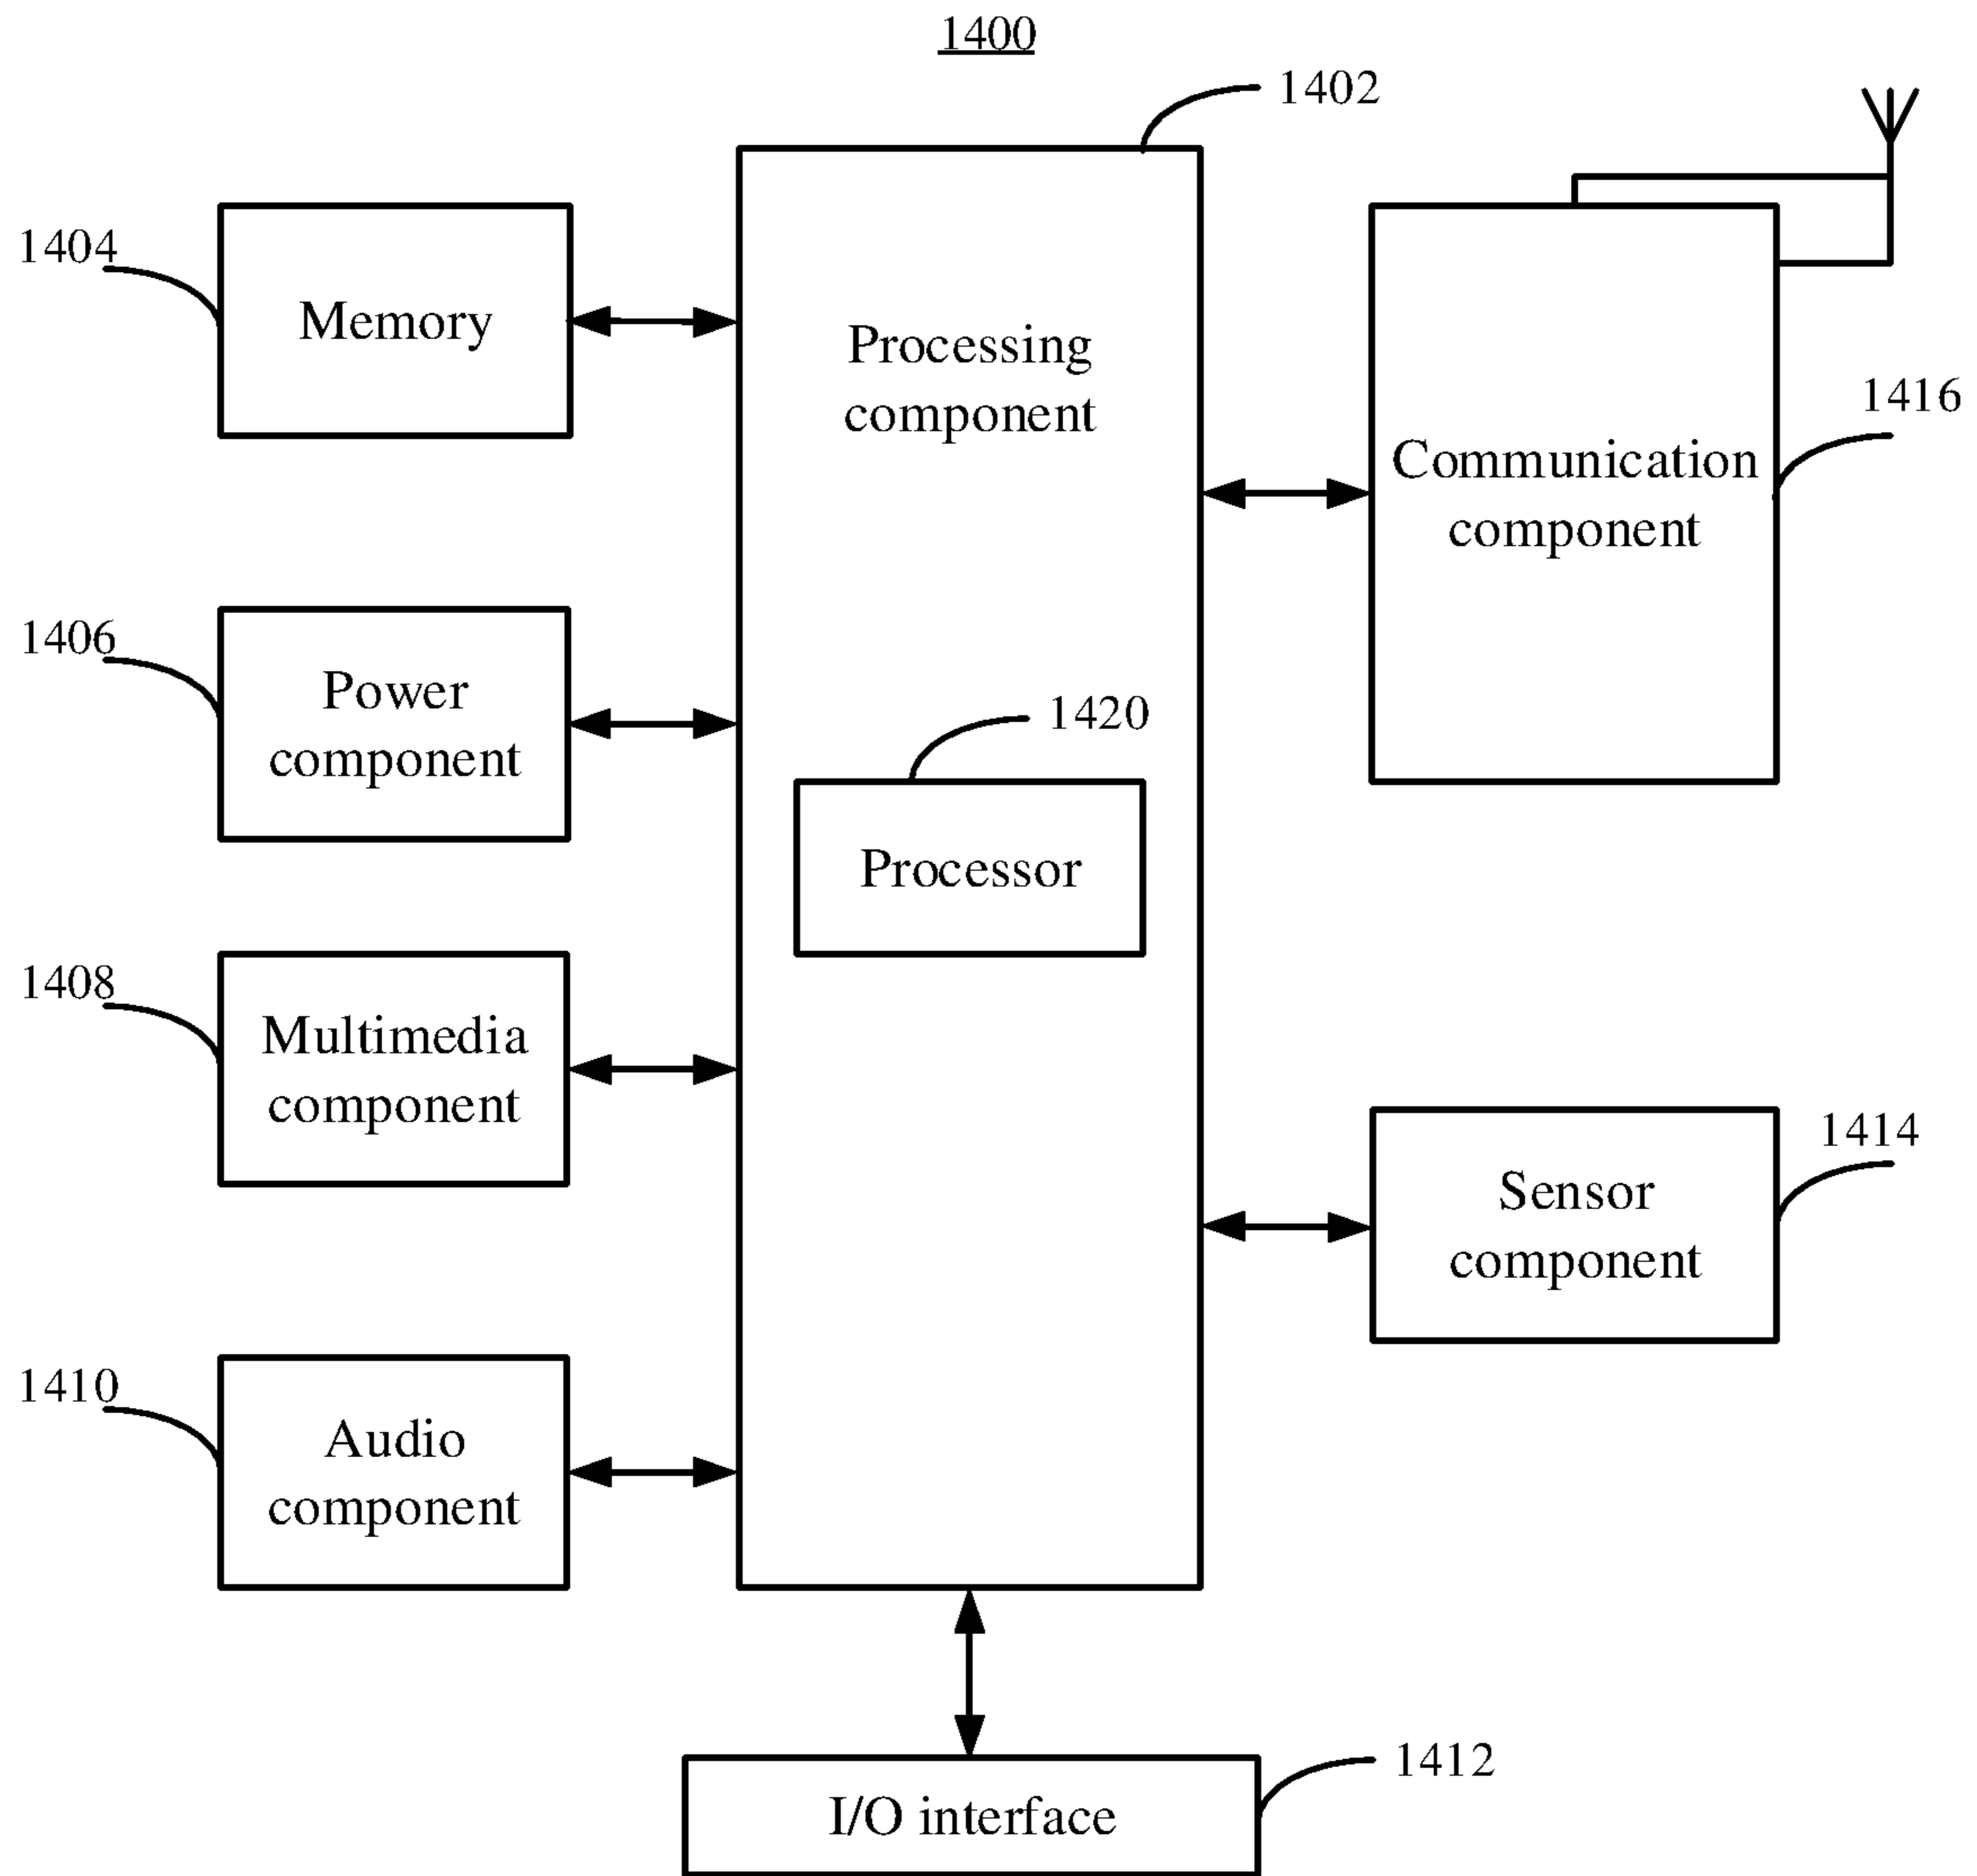 1400
1402
1404
Memory
Processing
component
1416
Communication
component
1406
Power
component
1420
Processor
1408
Multimedia
component
1414
Sensor
component
1410
Audio
component
1412
I/O interface